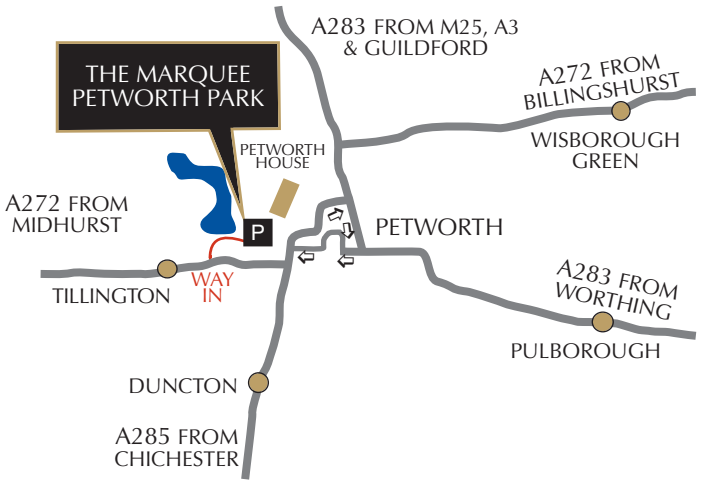 A283 FROM M25, A3
& GUILDFORD
THE MARQUEE
PETWORTH PARK
A272 FROM
BILLINGSHURST
WISBOROUGH
GREEN
PETWORTH
HOUSE
A272 FROM
MIDHURST
P
PETWORTH
TILLINGTON
WAY
IN
A283 FROM
WORTHING
PULBOROUGH
DUNCTON
A285 FROM
CHICHESTER